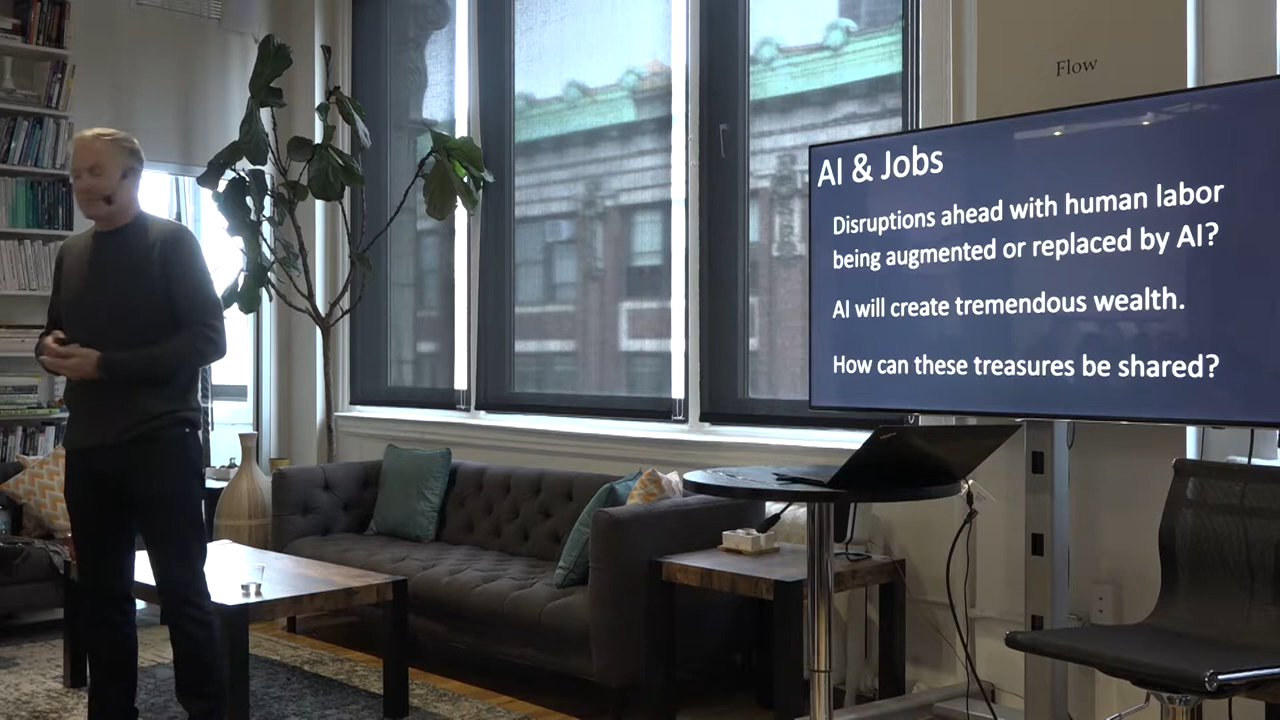 Flow
AI & Jobs
Disruptions ahead with human labor
being augmented or replaced by AI?
AI will create tremendous wealth.
How can these treasures be shared?